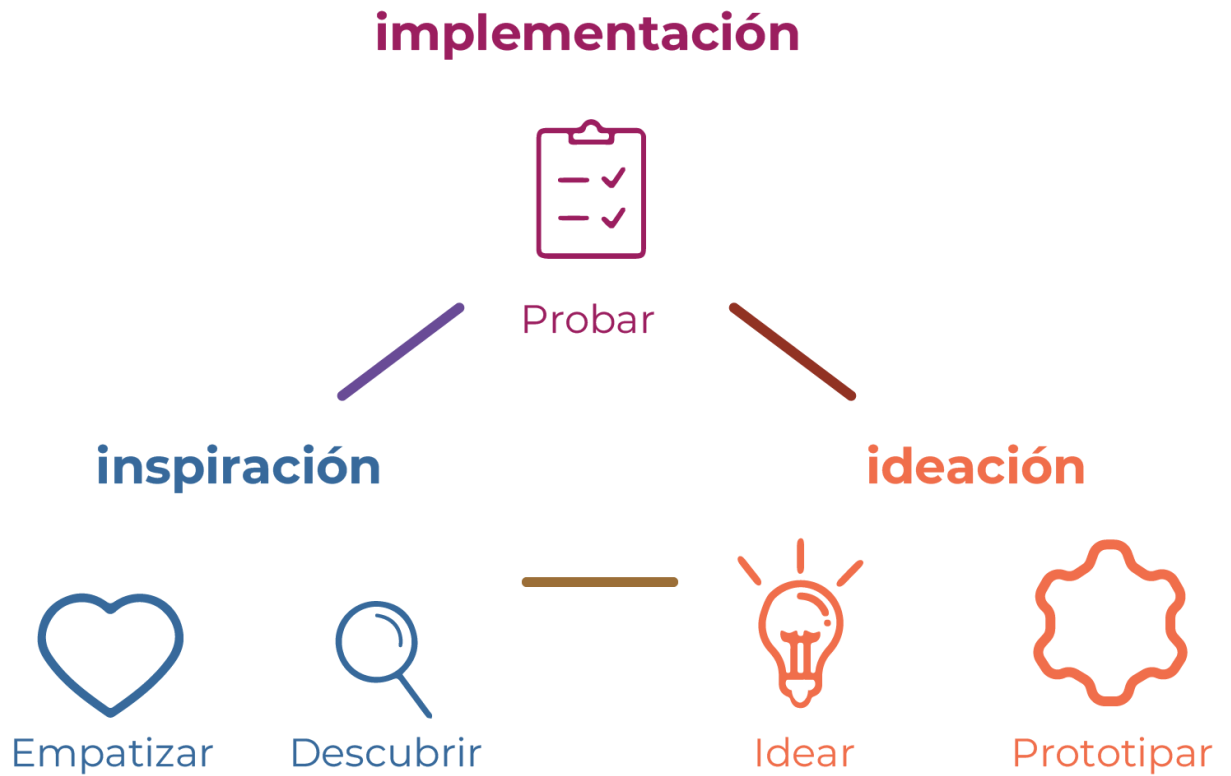 implementación
Probar
inspiración
ideación
Empatizar
Descubrir
Idear
Prototipar